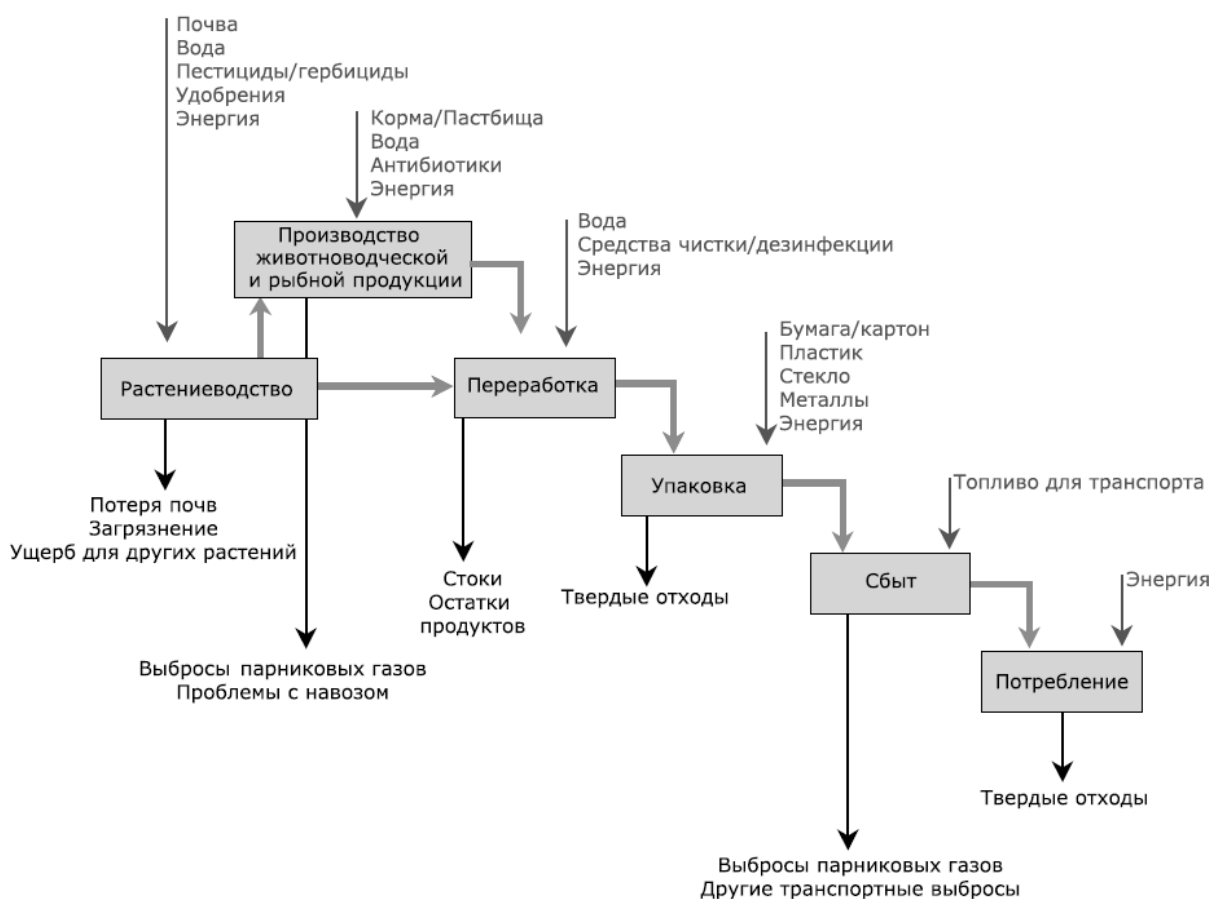 Почва
Вода
Пестициды/гербициды
Удобрения
Энергия
Корма/Пастбища
Вода
Антибиотики
Энергия
Производство
животноводческой
и рыбной продукции
Вода
Средства чистки/дезинфекции
Энергия
Бумага/картон
Пластик
Стекло
Металлы
Энергия
Растениеводство
Переработка
Упаковка
Топливо для транспорта
Потеря почв
Загрязнение
Ущерб для других растений
Стоки
Остатки
продуктов
Твердые отходы
Сбыт
Энергия
Выбросы парниковых газов
Проблемы с навозом
Потребление
Твердые отходы
Выбросы парниковых газов
Другие транспортные выбросы